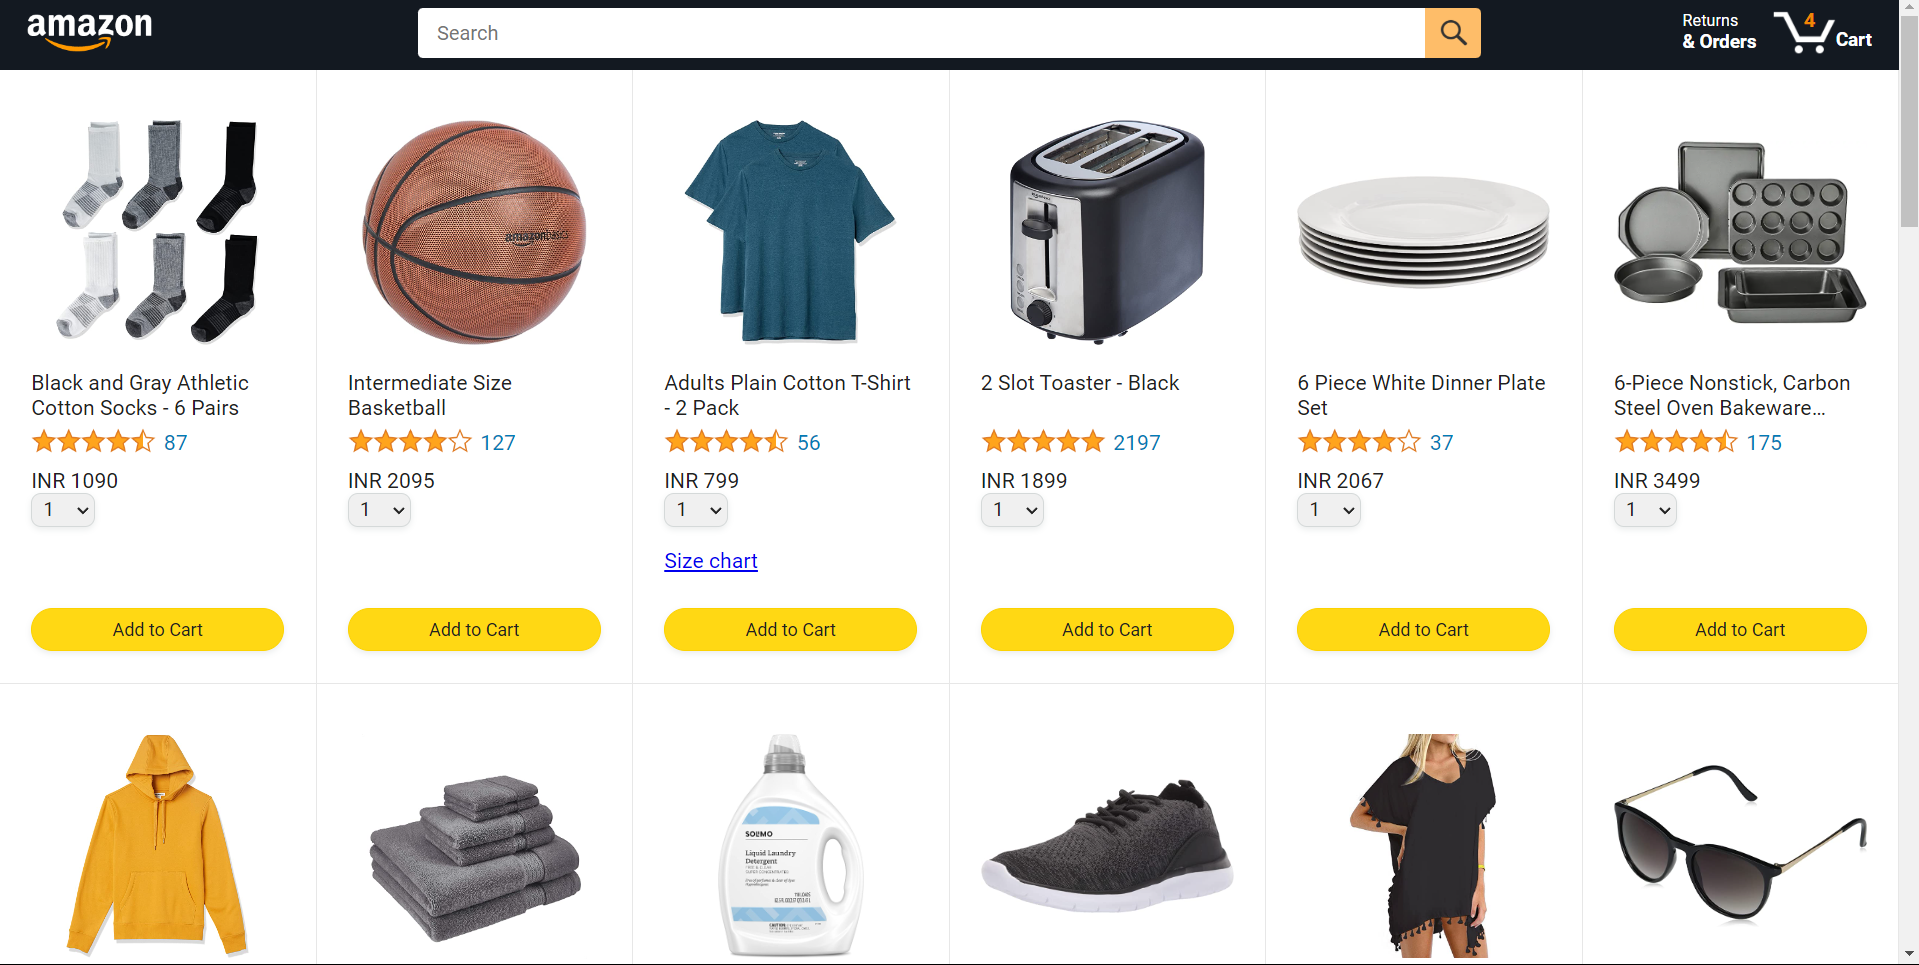 amazon
Search
Returns
& Orders
4
Cart
amazonbasics
Black and Gray Athletic
Cotton Socks - 6 Pairs
87
INR 1090
1
Intermediate Size
Basketball
127
INR 2095
1
Adults Plain Cotton T-Shirt
- 2 Pack
56
INR 799
1
Size chart
2 Slot Toaster - Black
2197
INR 1899
1
6 Piece White Dinner Plate
Set
37
INR 2067
1
6-Piece Nonstick, Carbon
Steel Oven Bakeware...
175
INR 3499
1
Add to Cart
Add to Cart
Add to Cart
Add to Cart
Add to Cart
Add to Cart
SOLIMO
Liquid Laundry
Detergent